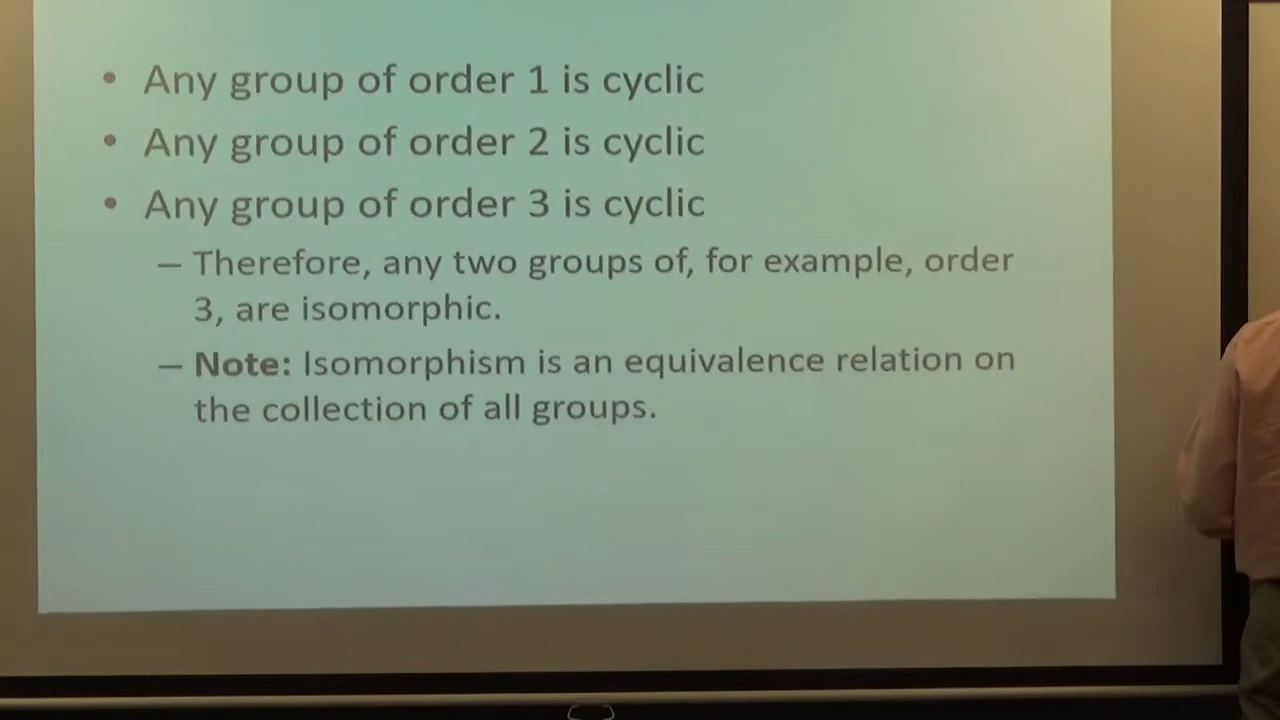 • Any group of order 1 is cyclic
• Any group of order 2 is cyclic
• Any group of order 3 is cyclic
– Therefore, any two groups of, for example, order
3, are isomorphic.
– Note: Isomorphism is an equivalence relation on
the collection of all groups.